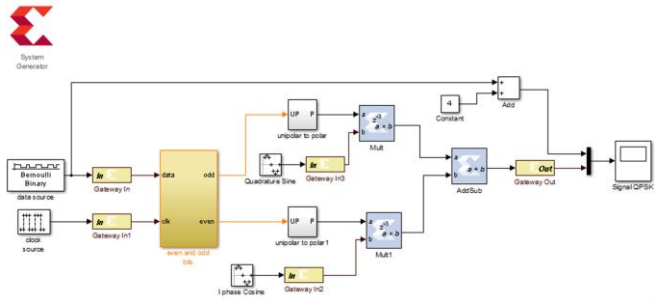 System
Generator
Bernoulli
Binary
data source
clock
source
In
Gateway In
In
Gateway In1
data
clk
odd
even
even and odd
bits
UP P
unipolar to polar
Quadrature Sine
In
Gateway In3
a
b
z-3
a × b
Mult
UP P
unipolar to polar1
I phase Cosine
In
Gateway In2
a
b
z-3
a × b
Mult1
4
Constant
+
+
Add
a
b
a + b
AddSub
Out
Gateway Out
Signal QPSK